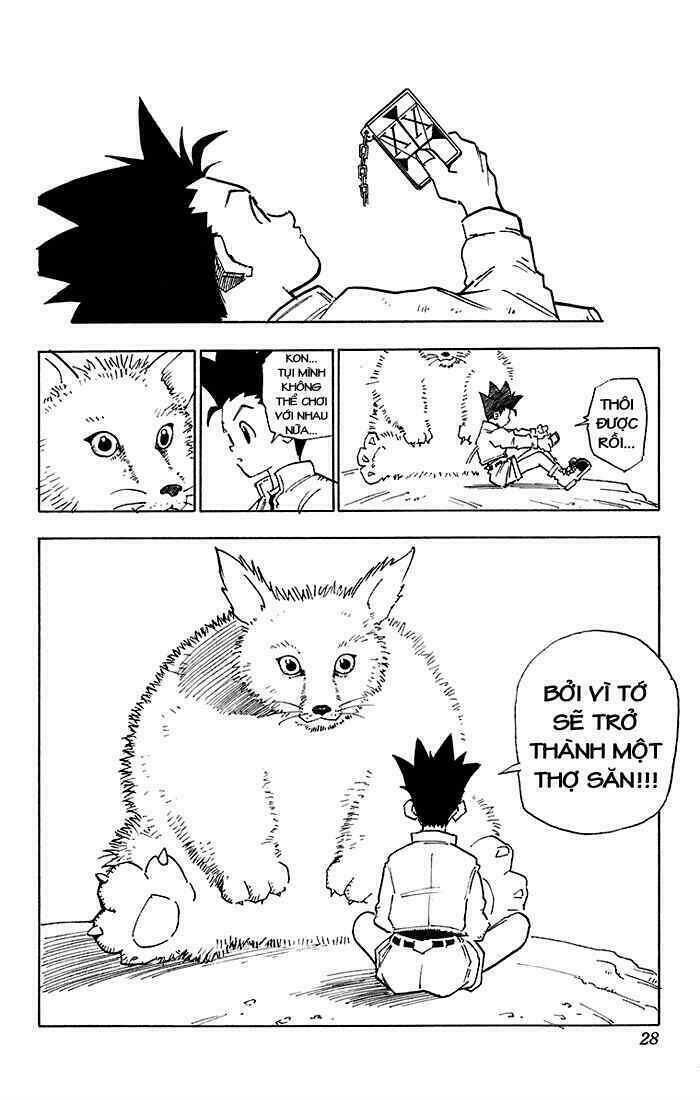 THÔI
ĐƯỢC
RỒI...
KON...
TỤI MÌNH
KHÔNG
THỂ CHƠI
VỚI NHAU
NỮA...
BỞI VÌ TỚ
SẼ TRỞ
THÀNH MỘT
THỢ SĂN!!!
28